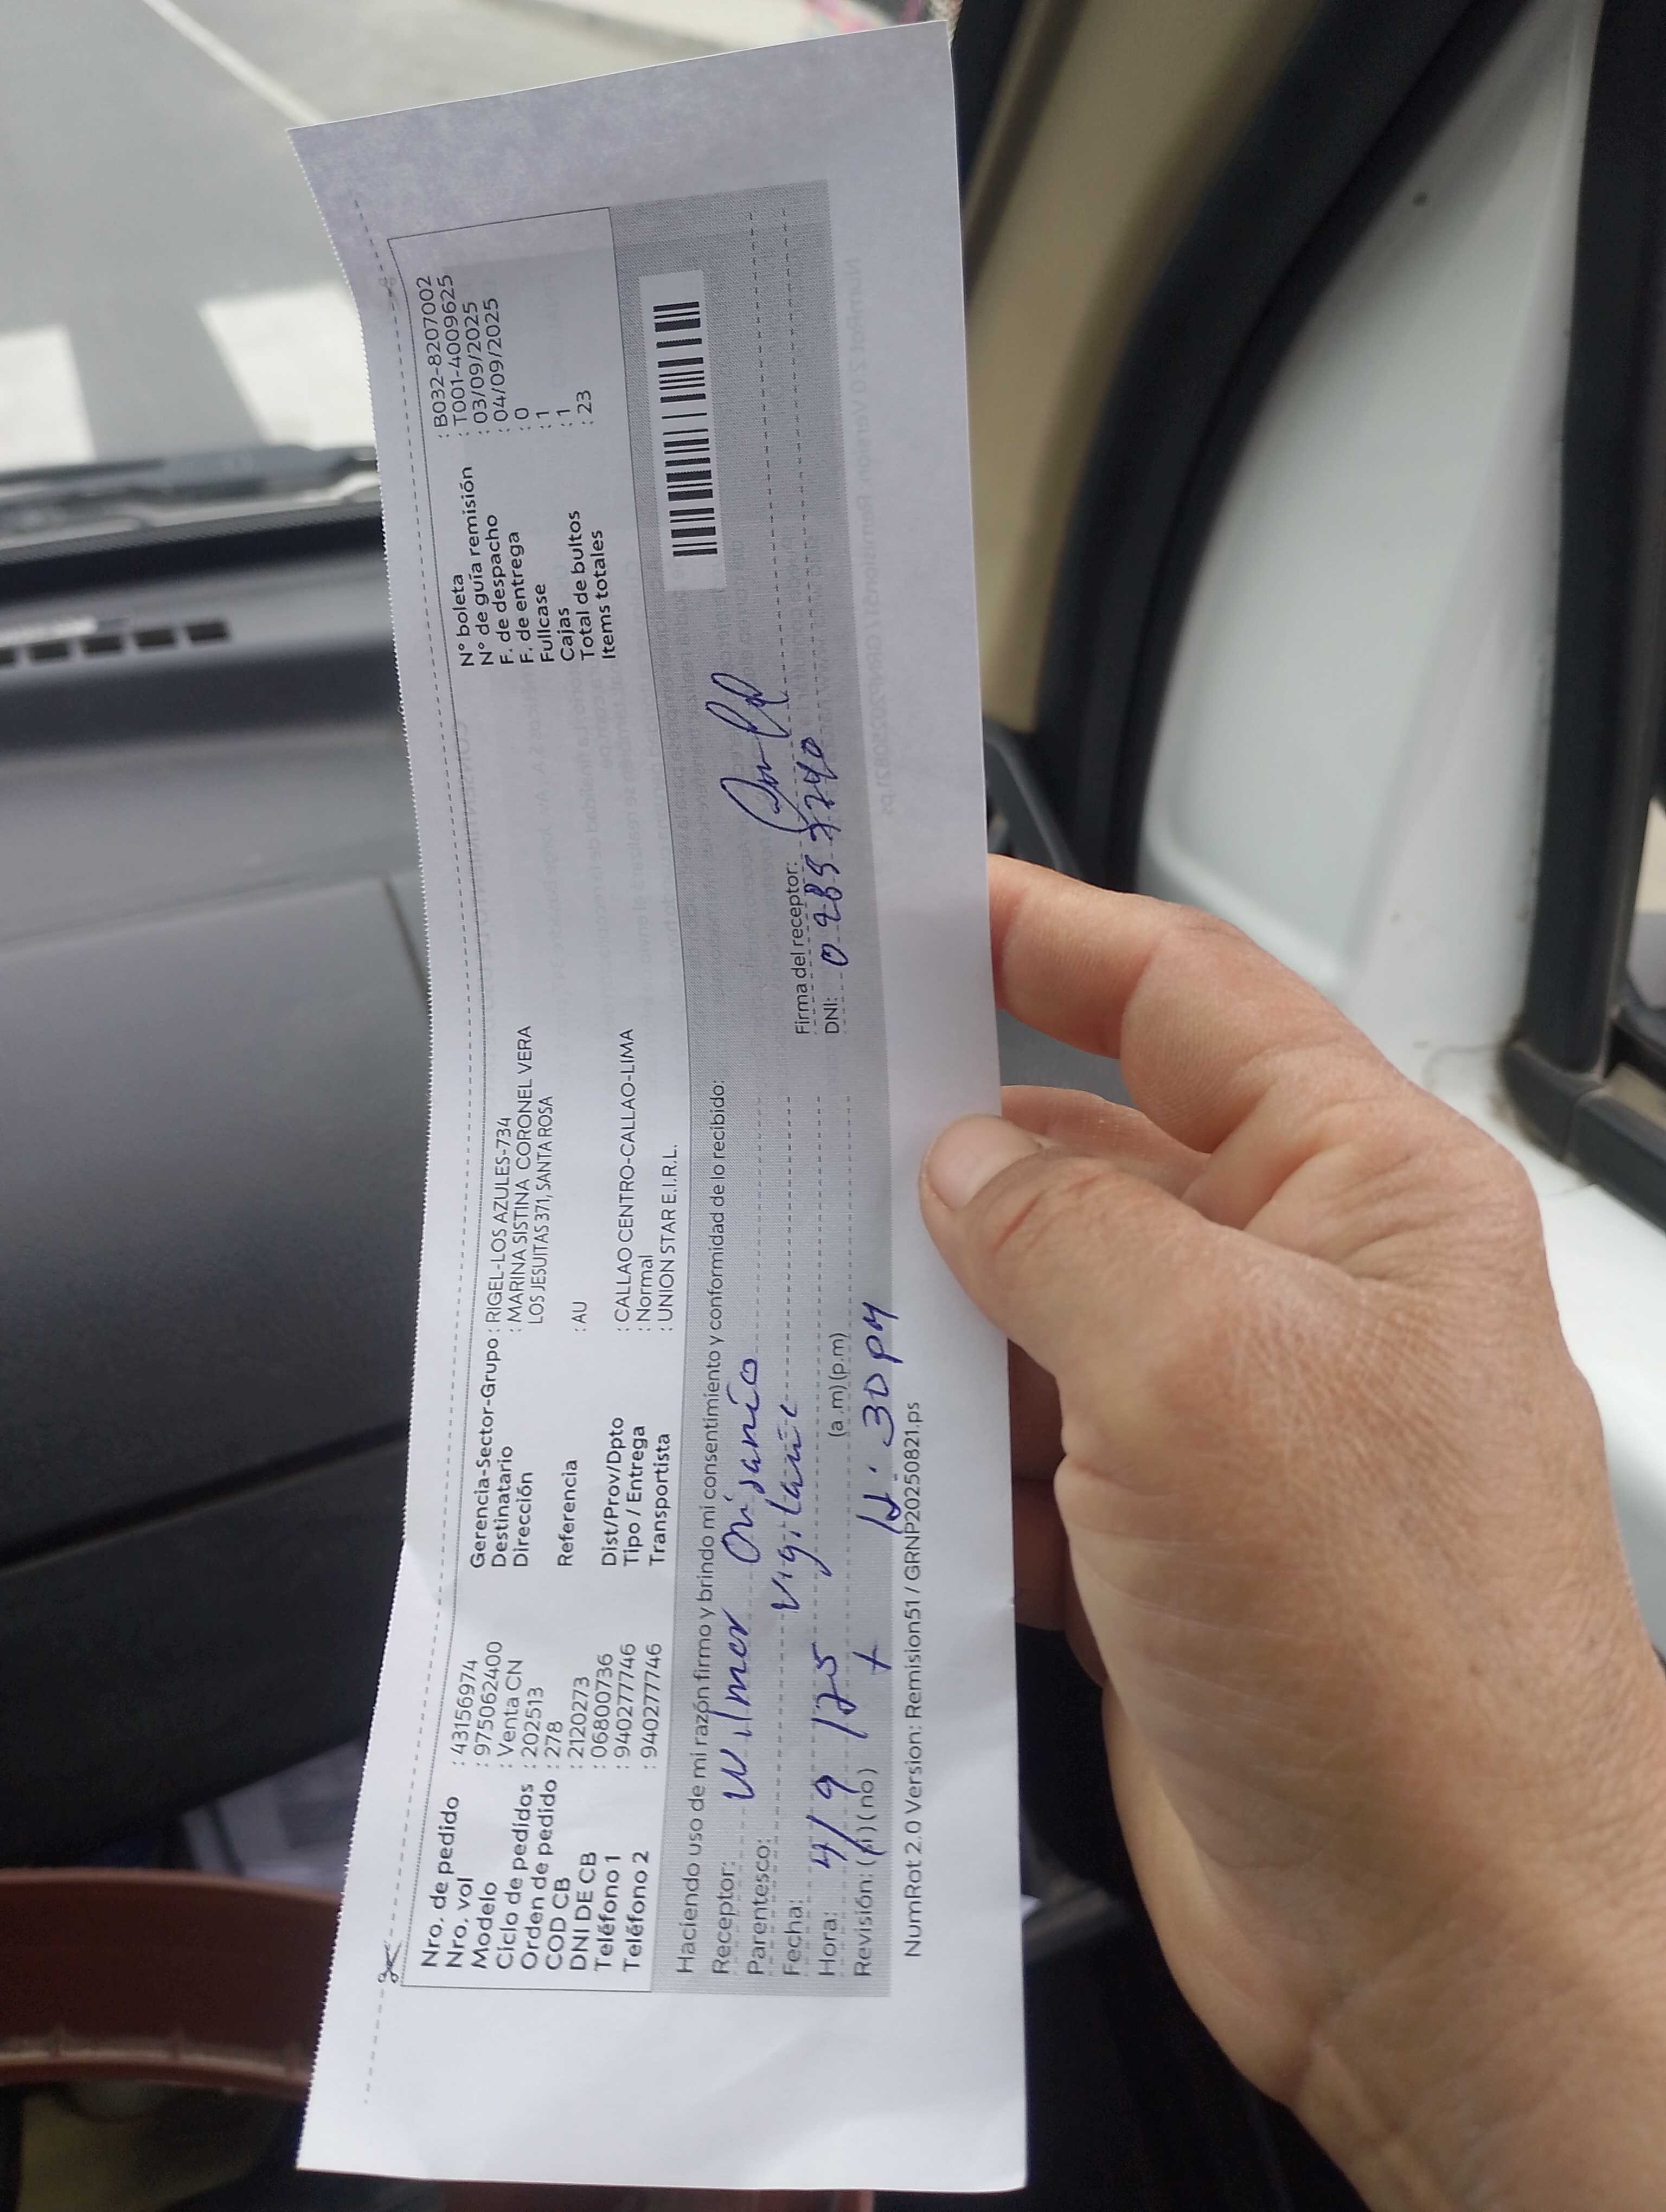 Nro. de pedido : 43156974
Nro. vol : 975062400
Modelo : Venta CN
Ciclo de pedidos : 202513
Orden de pedido : 278
COD CB : 2120273
DNI DE CB : 06800736
Teléfono 1 : 940277746
Teléfono 2 : 940277746
Gerencia-Sector-Grupo : RIGEL-LOS AZULES-734
Destinatario : MARINA SISTINA CORONEL VERA
Dirección LOS JESUITAS 371, SANTA ROSA
Referencia : AU
Dist/Prov/Dpto : CALLAO CENTRO-CALLAO-LIMA
Tipo / Entrega : Normal
Transportista : UNION STAR E.I.R.L.
N° boleta : B032-8207002
N° de guía remisión : T001-4009625
F. de despacho : 03/09/2025
F. de entrega : 04/09/2025
Fullcase : 0
Cajas : 1
Total de bultos : 1
Items totales : 23
Haciendo uso de mi razón firmo y brindo mi consentimiento y conformidad de lo recibido:
Receptor: Wilmer
Parentesco: Vigilante
Fecha: 4/9/25
Hora: (a.m) (p.m)
Revisión: (si) (no) 30 PM
Firma del receptor:
DNI:
NumRot 2.0 Version: Remision51 / GRNP20250821.ps